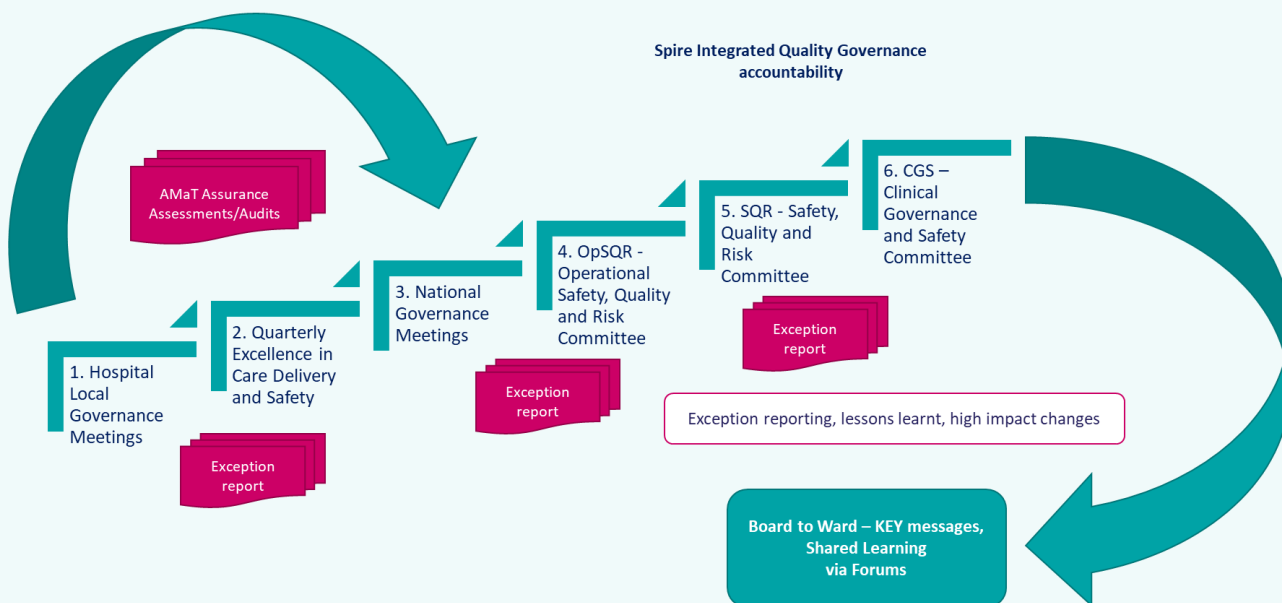 Spire Integrated Quality Governance
accountability
AMaT Assurance
Assessments/Audits
1. Hospital
Local
Governance
Meetings
2. Quarterly
Excellence in
Care Delivery
and Safety
3. National
Governance
Meetings
4. OpSQR -
Operational
Safety, Quality
and Risk
Committee
5. SQR - Safety,
Quality and
Risk
Committee
6. CGS –
Clinical
Governance
and Safety
Committee
Exception
report
Exception
report
Exception
report
Exception reporting, lessons learnt, high impact changes
Board to Ward – KEY messages,
Shared Learning
via Forums